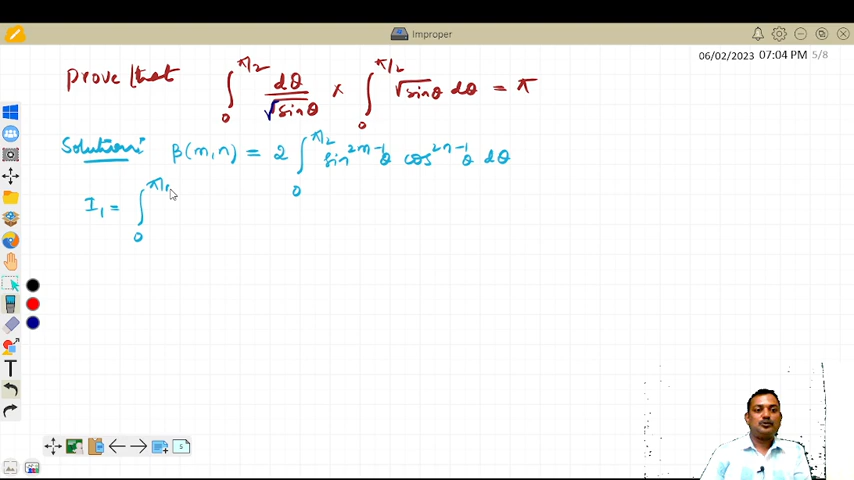 Improper
06/02/2023 07:04 PM 5/8
Prove that ∫₀^π/2 dθ/√sinθ × ∫₀^π/2 √sinθ dθ = π
Solution: β(m,n) = 2 ∫₀^π/2 sin^2m-1 θ cos^2n-1 θ dθ
I₁ = ∫₀
T
5